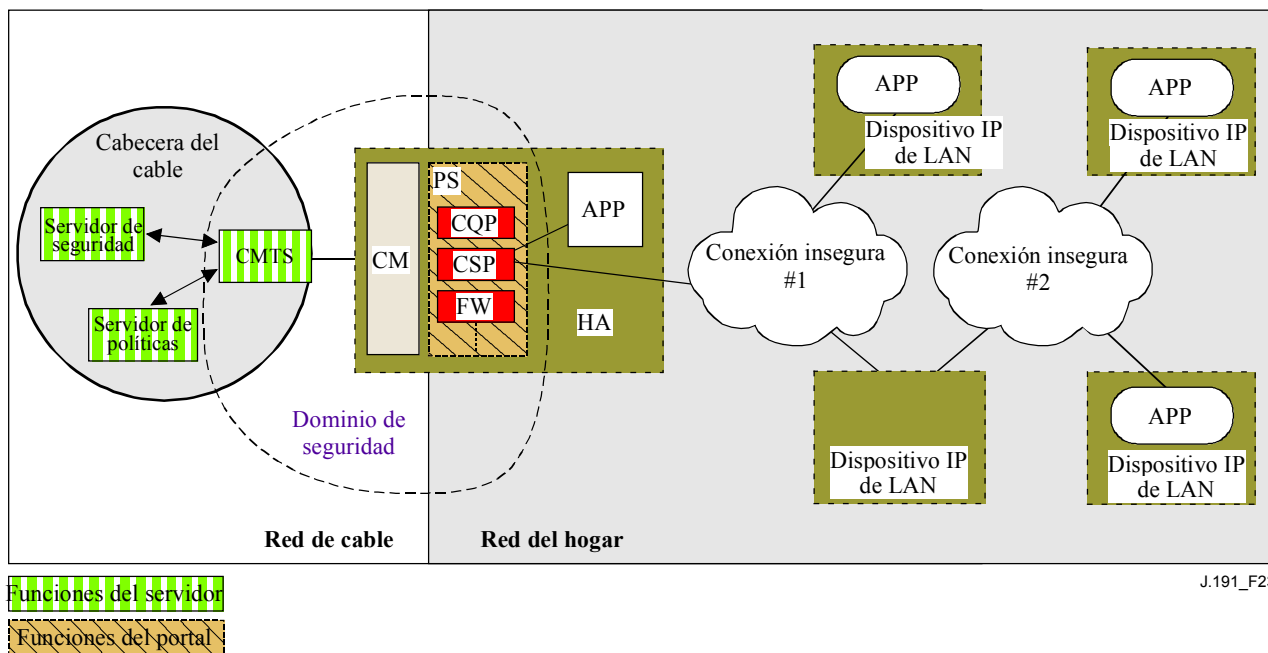 Cabecera del
cable
Servidor de
seguridad
CMTS
Servidor de
políticas
CM
PS
CQP
CSP
FW
APP
HA
Dominio de
seguridad
Red de cable
Red del hogar
Conexión insegura
#1
Conexión insegura
#2
APP
Dispositivo IP
de LAN
APP
Dispositivo IP
de LAN
Dispositivo IP
de LAN
APP
Dispositivo IP
de LAN
J.191_F23
Funciones del servidor
Funciones del portal